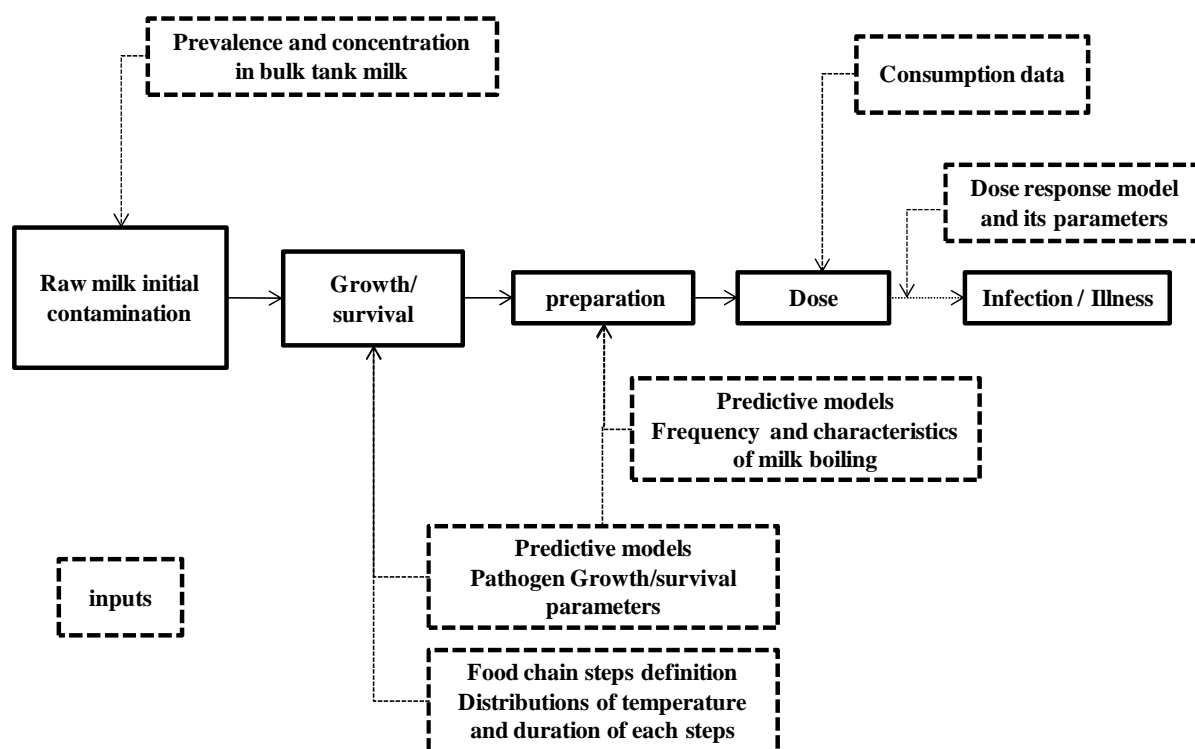 Prevalence and concentration
in bulk tank milk
Consumption data
Dose response model
and its parameters
Raw milk initial
contamination
Growth/
survival
preparation
Dose
Infection / Illness
Predictive models
Frequency and characteristics
of milk boiling
Predictive models
Pathogen Growth/survival
parameters
inputs
Food chain steps definition
Distributions of temperature
and duration of each steps